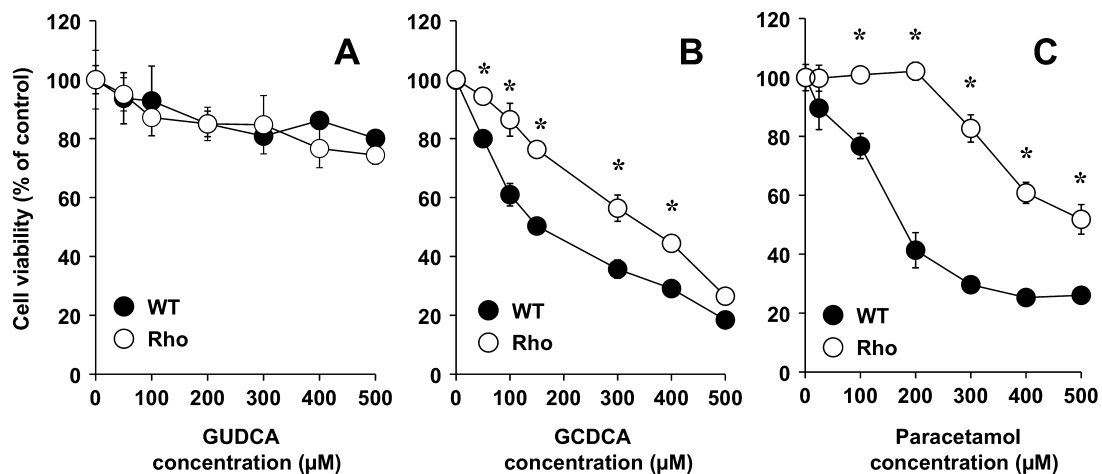 Cell viability (% of control)
A
120
100
80
60
40
20
0
WT
Rho
0 100 200 300 400 500
GUDCA
concentration (µM)
B
120
100
80
60
40
20
0
* * * * *
WT
Rho
0 100 200 300 400 500
GCDCA
concentration (µM)
C
120
100
80
60
40
20
0
* * * * *
WT
Rho
0 100 200 300 400 500
Paracetamol
concentration (µM)